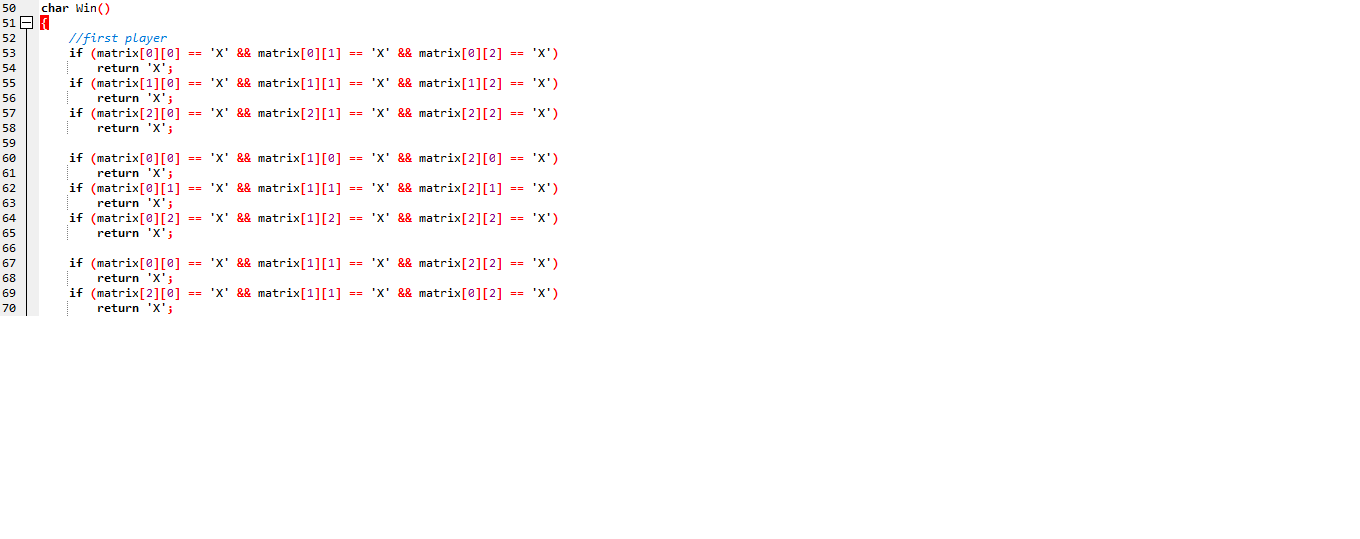 50 char Win()
51 {
52 //first player
53 if (matrix[0][0] == 'X' && matrix[0][1] == 'X' && matrix[0][2] == 'X')
54 return 'X';
55 if (matrix[1][0] == 'X' && matrix[1][1] == 'X' && matrix[1][2] == 'X')
56 return 'X';
57 if (matrix[2][0] == 'X' && matrix[2][1] == 'X' && matrix[2][2] == 'X')
58 return 'X';
59
60 if (matrix[0][0] == 'X' && matrix[1][0] == 'X' && matrix[2][0] == 'X')
61 return 'X';
62 if (matrix[0][1] == 'X' && matrix[1][1] == 'X' && matrix[2][1] == 'X')
63 return 'X';
64 if (matrix[0][2] == 'X' && matrix[1][2] == 'X' && matrix[2][2] == 'X')
65 return 'X';
66
67 if (matrix[0][0] == 'X' && matrix[1][1] == 'X' && matrix[2][2] == 'X')
68 return 'X';
69 if (matrix[2][0] == 'X' && matrix[1][1] == 'X' && matrix[0][2] == 'X')
70 return 'X';